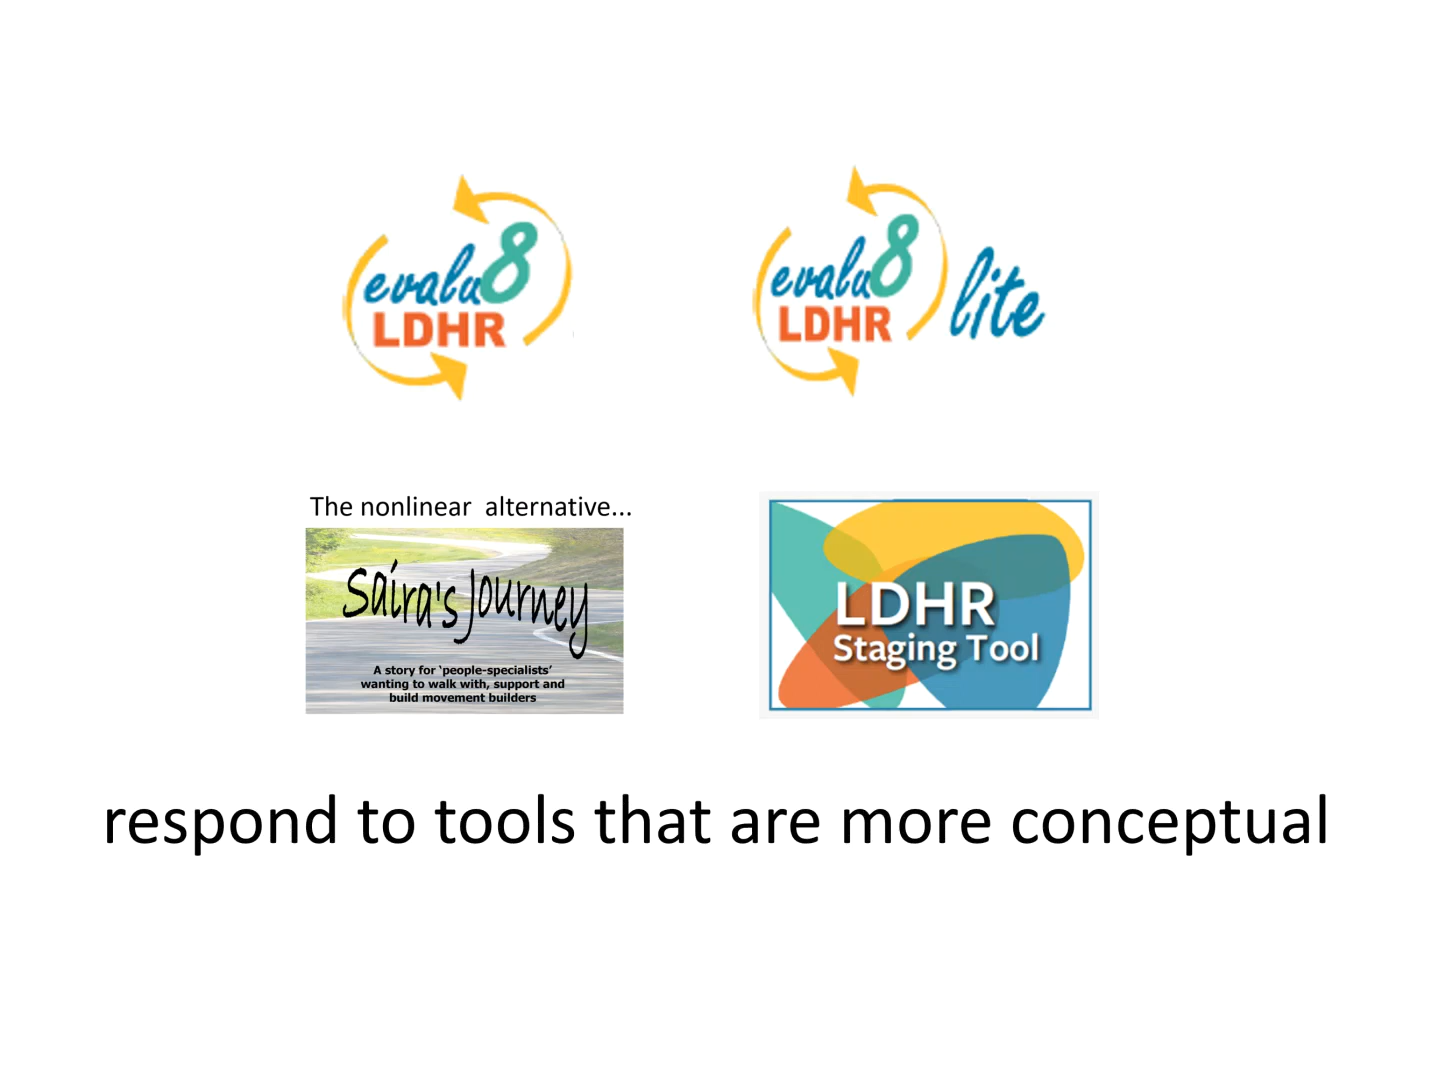 evalu8
LDHR
evalu8
LDHR
lite
The nonlinear  alternative...
Saira's Journey
A story for ‘people-specialists’
wanting to walk with, support and
build movement builders
LDHR
Staging Tool
respond to tools that are more conceptual